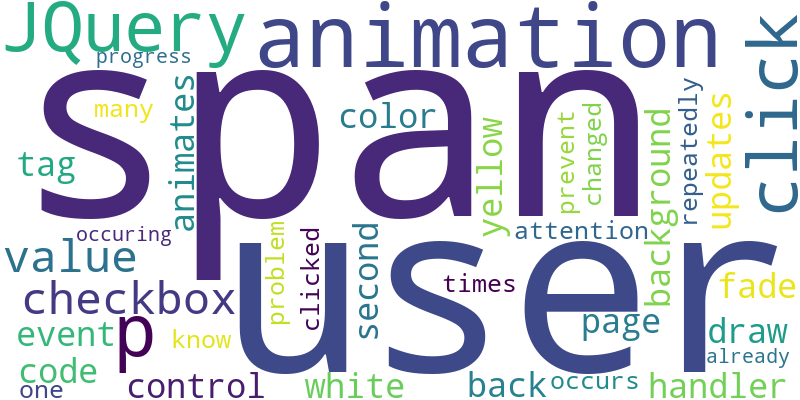 JQuery
animation
click
progress
span
many
animates
color
yellow
prevent
changed
background
repeatedly
updates
tag
occuring
value
user
problem
clicked
second
attention
times
checkbox
p
page
fade
event
know
draw
already
code
one
control
white
back
occurs
handler